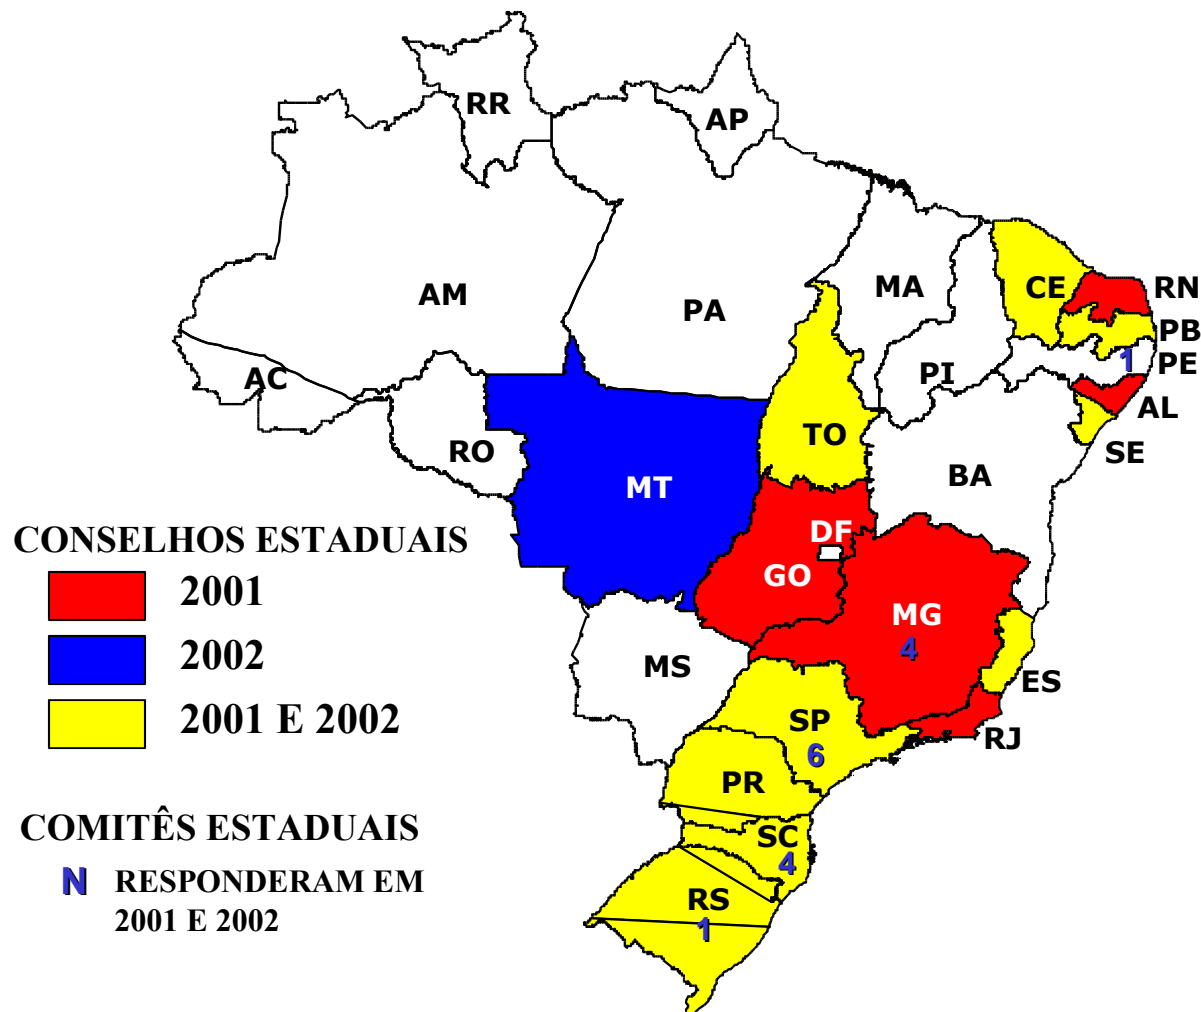 RR
AP
AM
PA
MA
CE
RN
PB
1
PE
PI
AC
AL
TO
SE
RO
BA
MT
DF
GO
MG
4
MS
ES
SP
RJ
6
PR
SC
4
RS
1
CONSELHOS ESTADUAIS
2001
2002
2001 E 2002
COMITÊS ESTADUAIS
N RESPONDERAM EM
2001 E 2002